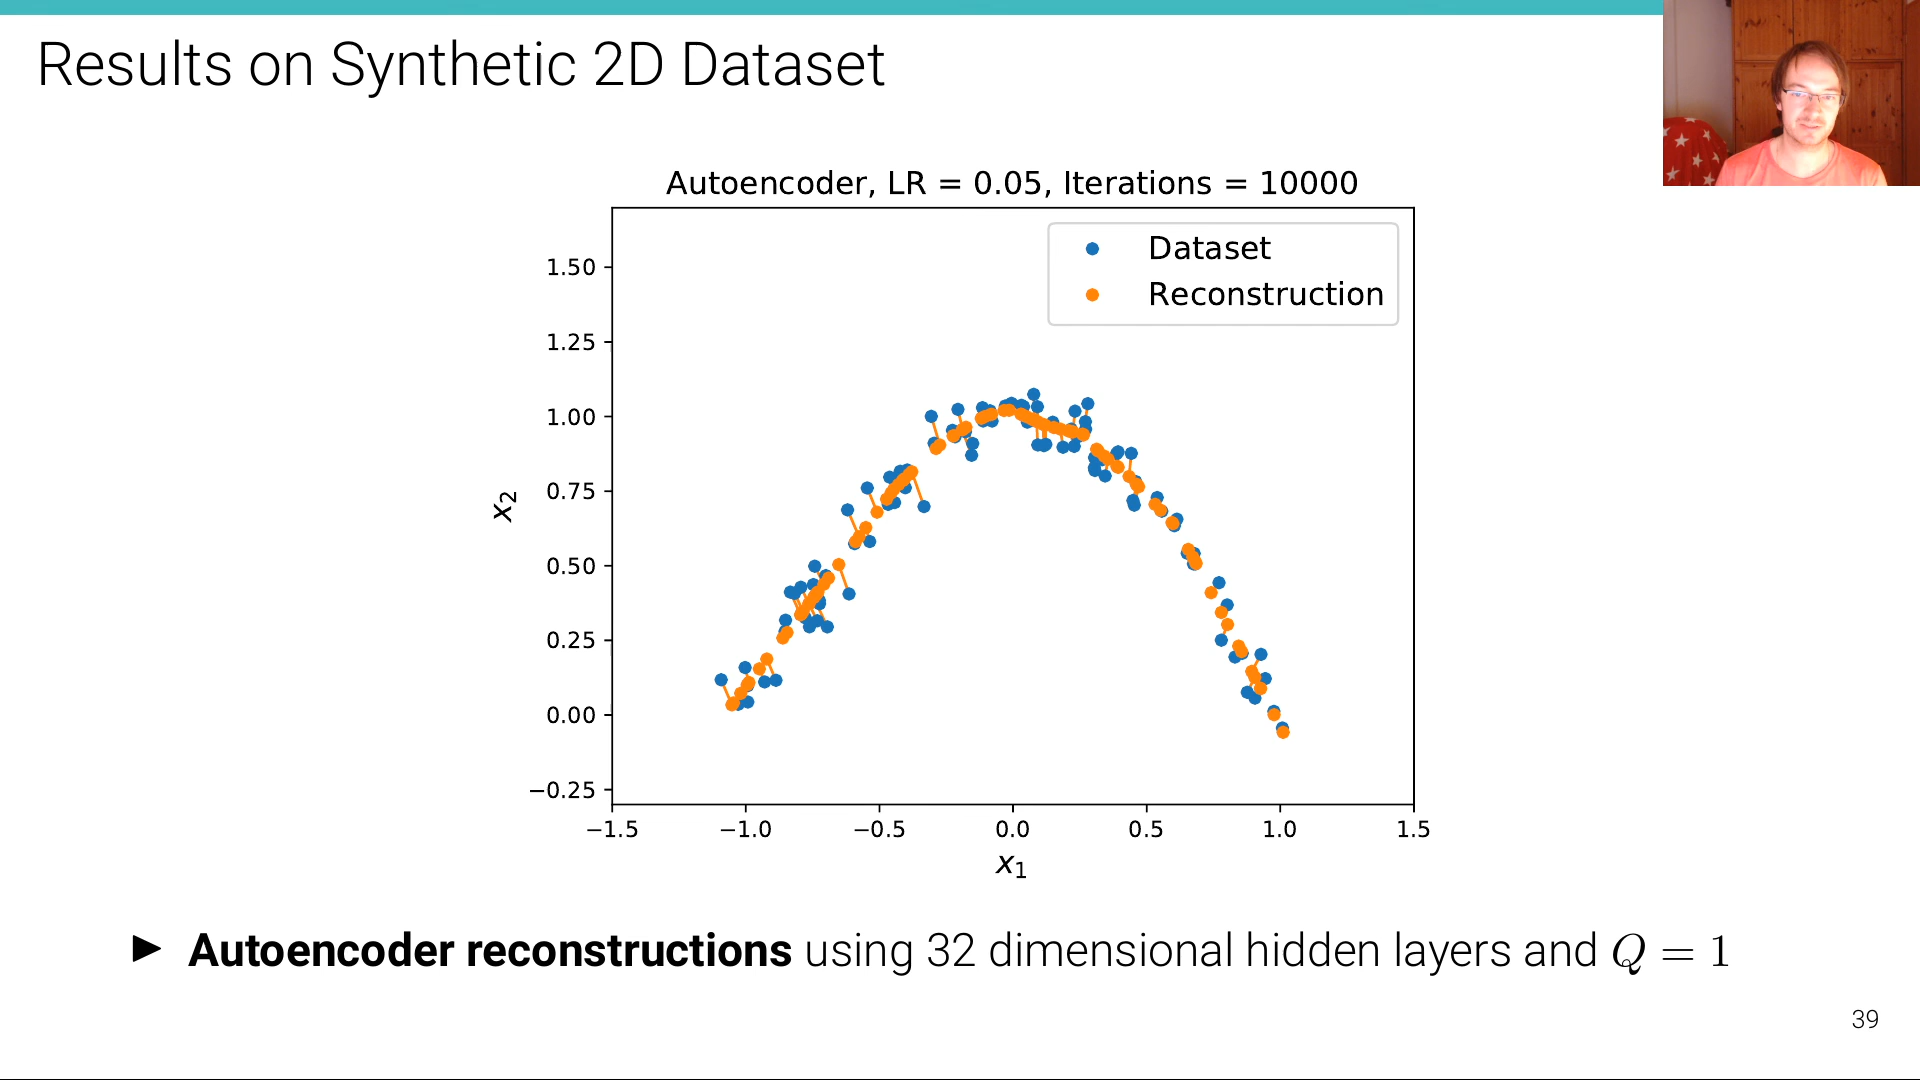 Results on Synthetic 2D Dataset
Autoencoder, LR = 0.05, Iterations = 10000
Dataset
Reconstruction
1.50
1.25
1.00
0.75
0.50
0.25
0.00
−0.25
x₂
−1.5 −1.0 −0.5 0.0 0.5 1.0 1.5
x₁
▶ Autoencoder reconstructions using 32 dimensional hidden layers and Q = 1
39